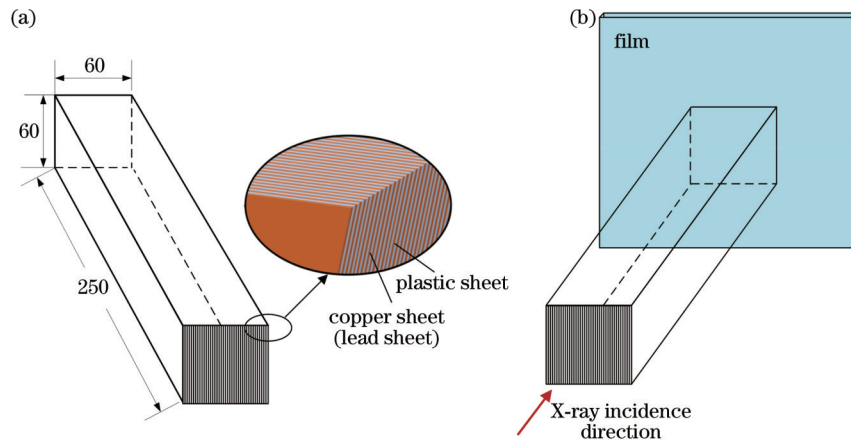 (a)
60
60
250
plastic sheet
copper sheet
(lead sheet)
(b)
film
X-ray incidence
direction